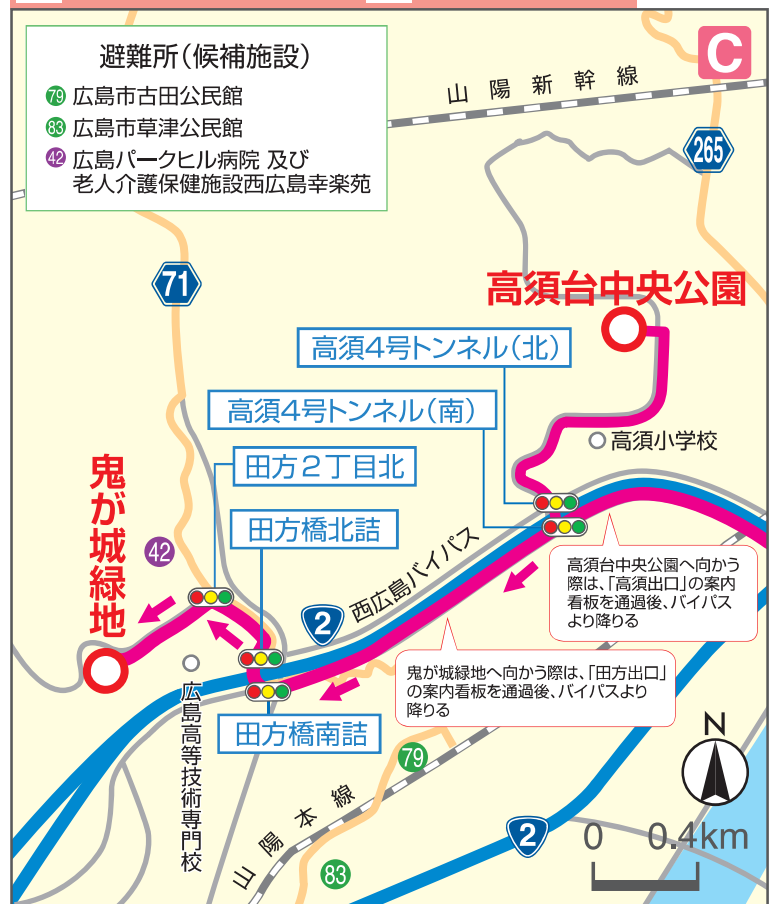 避難所(候補施設)
79 広島市古田公民館
83 広島市草津公民館
42 広島パークヒル病院 及び
老人介護保健施設西広島幸楽苑
C
山陽新幹線
265
71
高須台中央公園
高須4号トンネル(北)
高須4号トンネル(南)
高須小学校
田方2丁目北
鬼が城緑地
田方橋北詰
42
西広島バイパス
2
高須台中央公園へ向かう
際は、「高須出口」の案内
看板を通過後、バイパス
より降りる
鬼が城緑地へ向かう際は、「田方出口」
の案内看板を通過後、バイパスより
降りる
広島高等技術専門校
田方橋南詰
79
N
山陽本線
2
0 0.4km
83